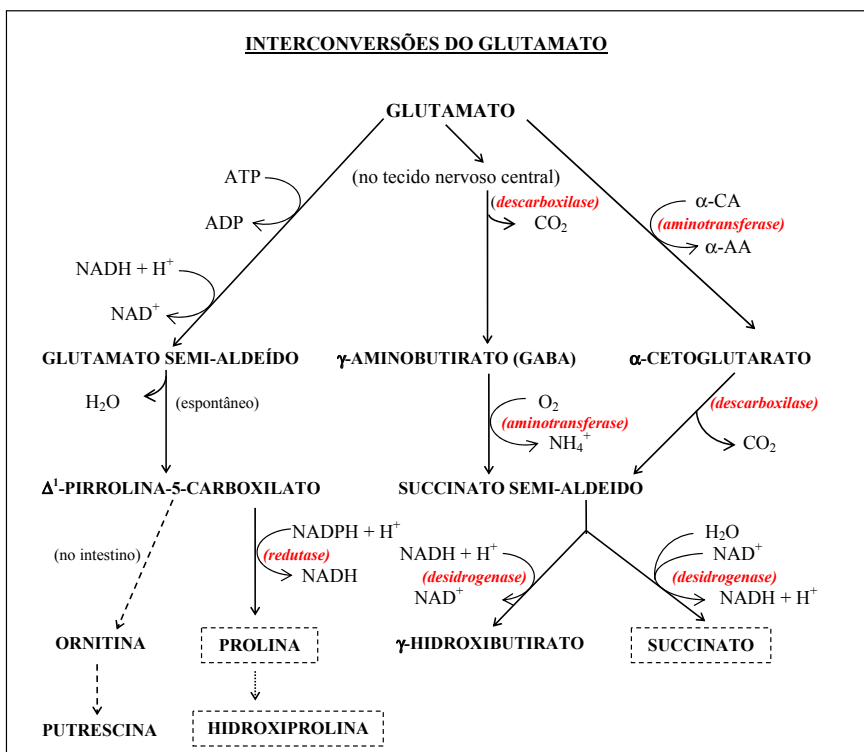 INTERCONVERSÕES DO GLUTAMATO
GLUTAMATO
(no tecido nervoso central)
ATP
ADP
(descarboxilase)
CO₂
α-CA
(aminotransferase)
α-AA
NADH + H⁺
NAD⁺
GLUTAMATO SEMI-ALDEÍDO
γ-AMINOBUTIRATO (GABA)
α-CETOGLUTARATO
H₂O
(espontâneo)
O₂
(aminotransferase)
NH₄⁺
(descarboxilase)
CO₂
Δ¹-PIRROLINA-5-CARBOXILATO
SUCCINATO SEMI-ALDEIDO
(no intestino)
NADPH + H⁺
(redutase)
NADH
NADH + H⁺
(desidrogenase)
NAD⁺
H₂O
NAD⁺
(desidrogenase)
NADH + H⁺
ORNITINA
PROLINA
γ-HIDROXIBUTIRATO
SUCCINATO
PUTRESCINA
HIDROXIPROLINA